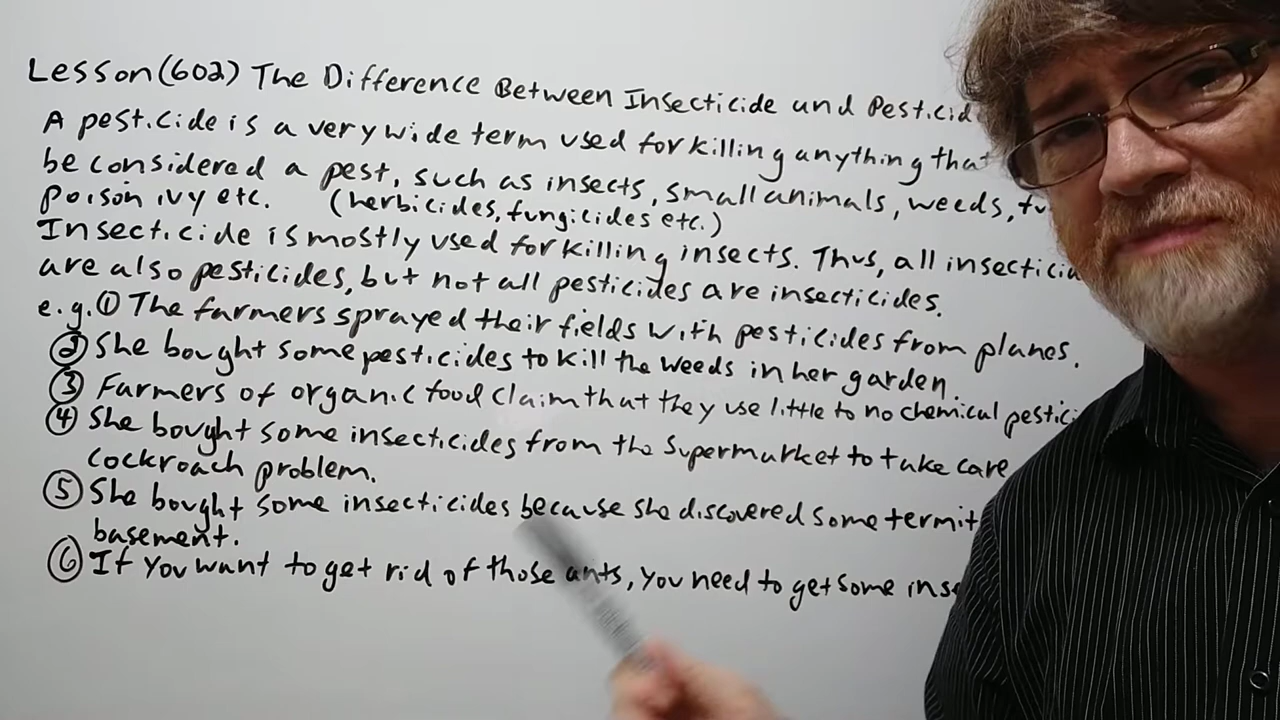 Lesson (602) The Difference Between Insecticide and Pesticid
A pesticide is a very wide term used for killing anything that
be considered a pest, such as insects, small animals, weeds,
poison ivy etc. (herbicides, fungicides etc.)
Insecticide is mostly used for killing insects. Thus, all insectici
are also pesticides, but not all pesticides are insecticides.
e.g. ① The farmers sprayed their fields with pesticides from planes.
② She bought some pesticides to kill the weeds in her garden.
③ Farmers of organic food claim that they use little to no chemical pestici
④ She bought some insecticides from the supermarket to take care
cockroach problem.
⑤ She bought some insecticides because she discovered some termit
basement.
⑥ If you want to get rid of those ants, you need to get some inse